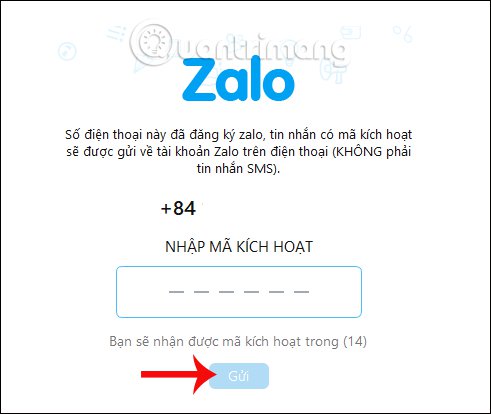 Quantrimang
Zalo
Số điện thoại này đã đăng ký zalo, tin nhắn có mã kích hoạt
sẽ được gửi về tài khoản Zalo trên điện thoại (KHÔNG phải
tin nhắn SMS).
+84
NHẬP MÃ KÍCH HOẠT
Bạn sẽ nhận được mã kích hoạt trong (14)
Gửi